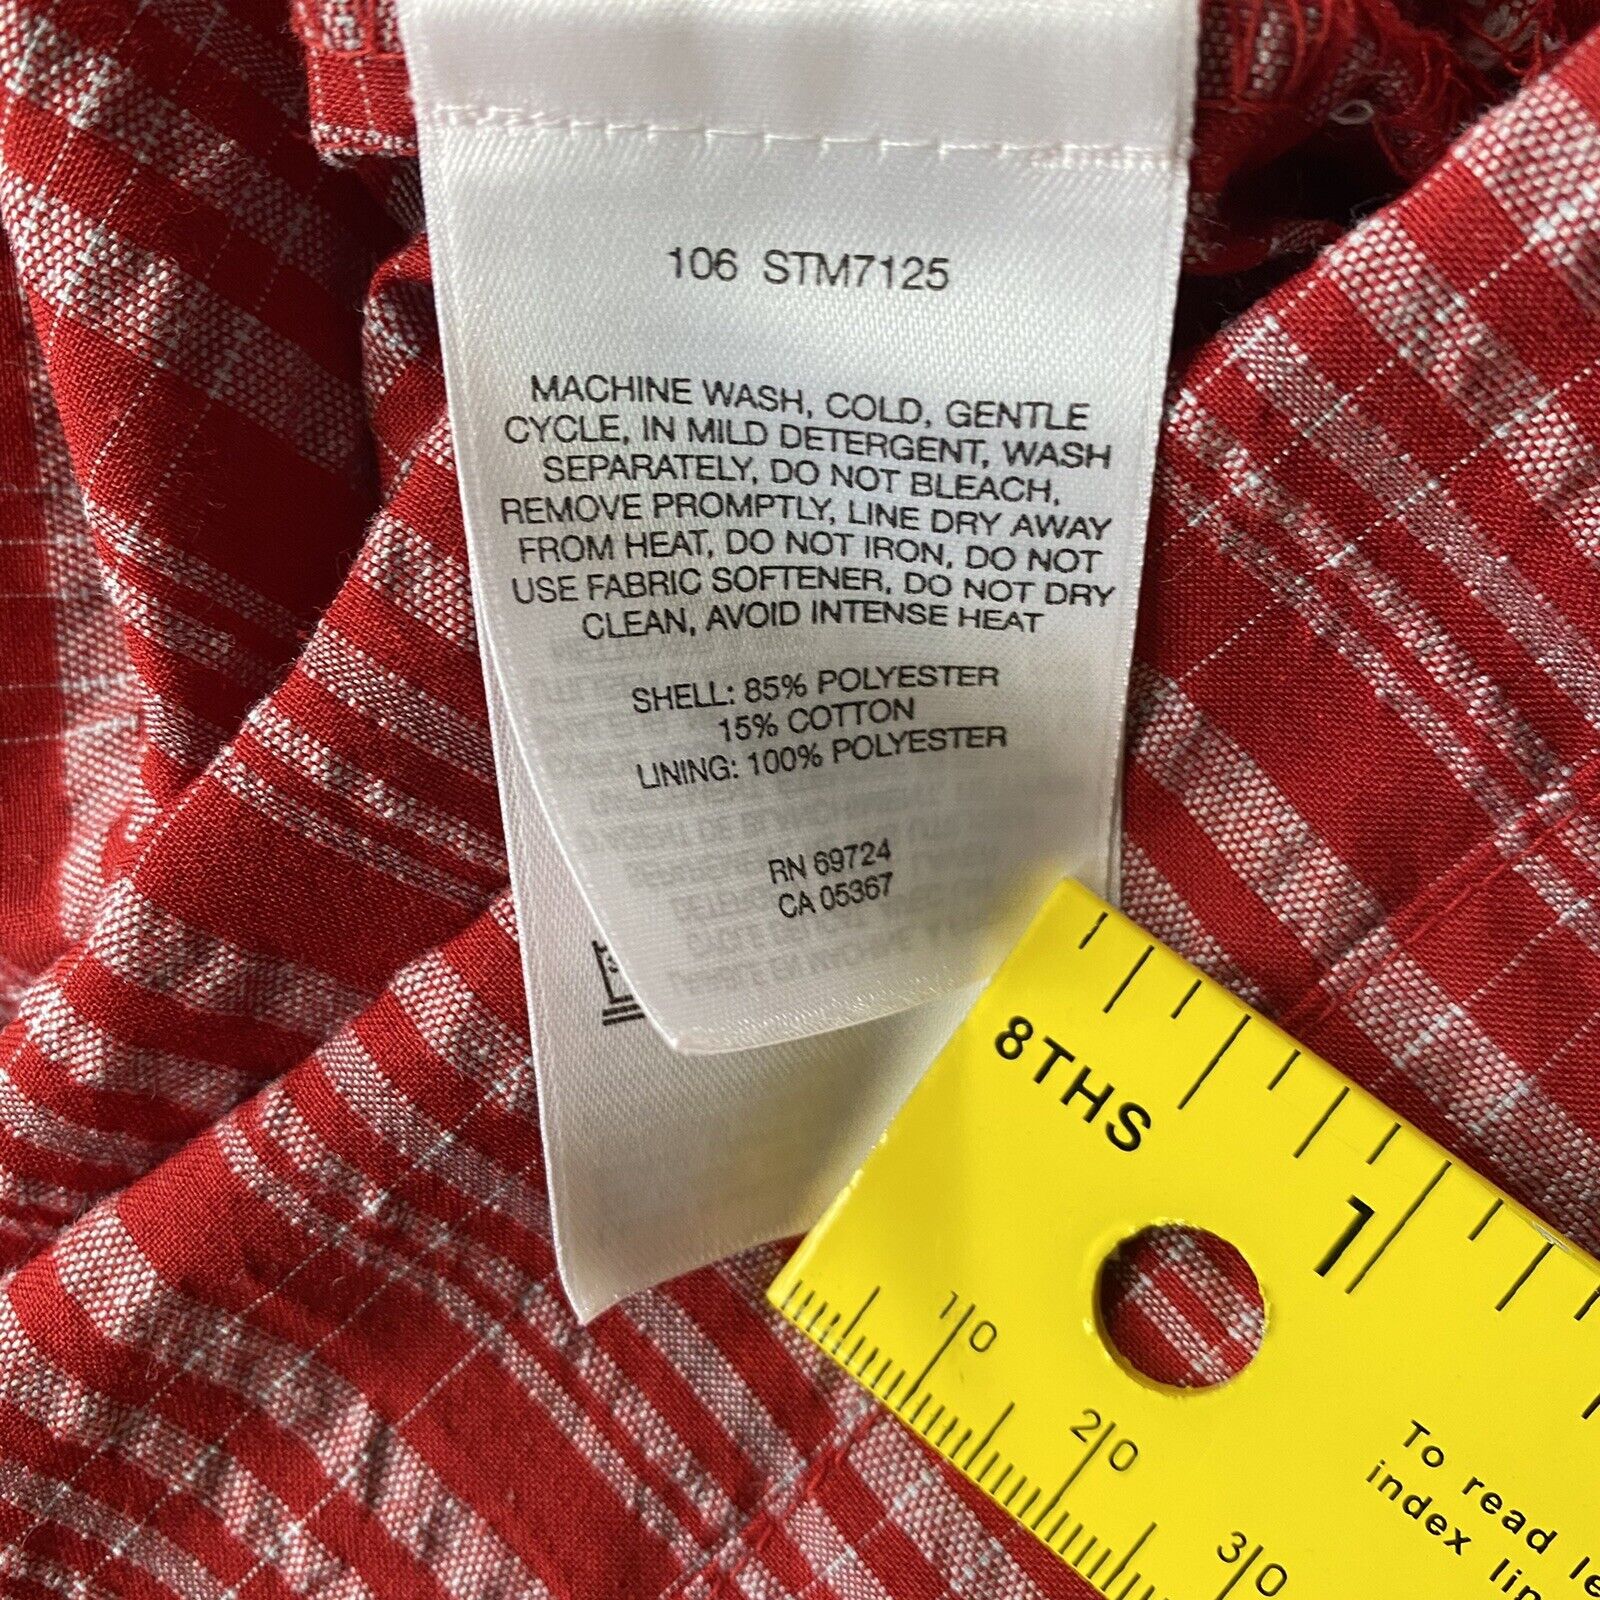 106 STM7125
MACHINE WASH, COLD, GENTLE
CYCLE, IN MILD DETERGENT, WASH
SEPARATELY, DO NOT BLEACH,
REMOVE PROMPTLY, LINE DRY AWAY
FROM HEAT, DO NOT IRON, DO NOT
USE FABRIC SOFTENER, DO NOT DRY
CLEAN, AVOID INTENSE HEAT
SHELL: 85% POLYESTER
15% COTTON
LINING: 100% POLYESTER
RN 69724
CA 05367
8THS
1
10
20
30
To read
index